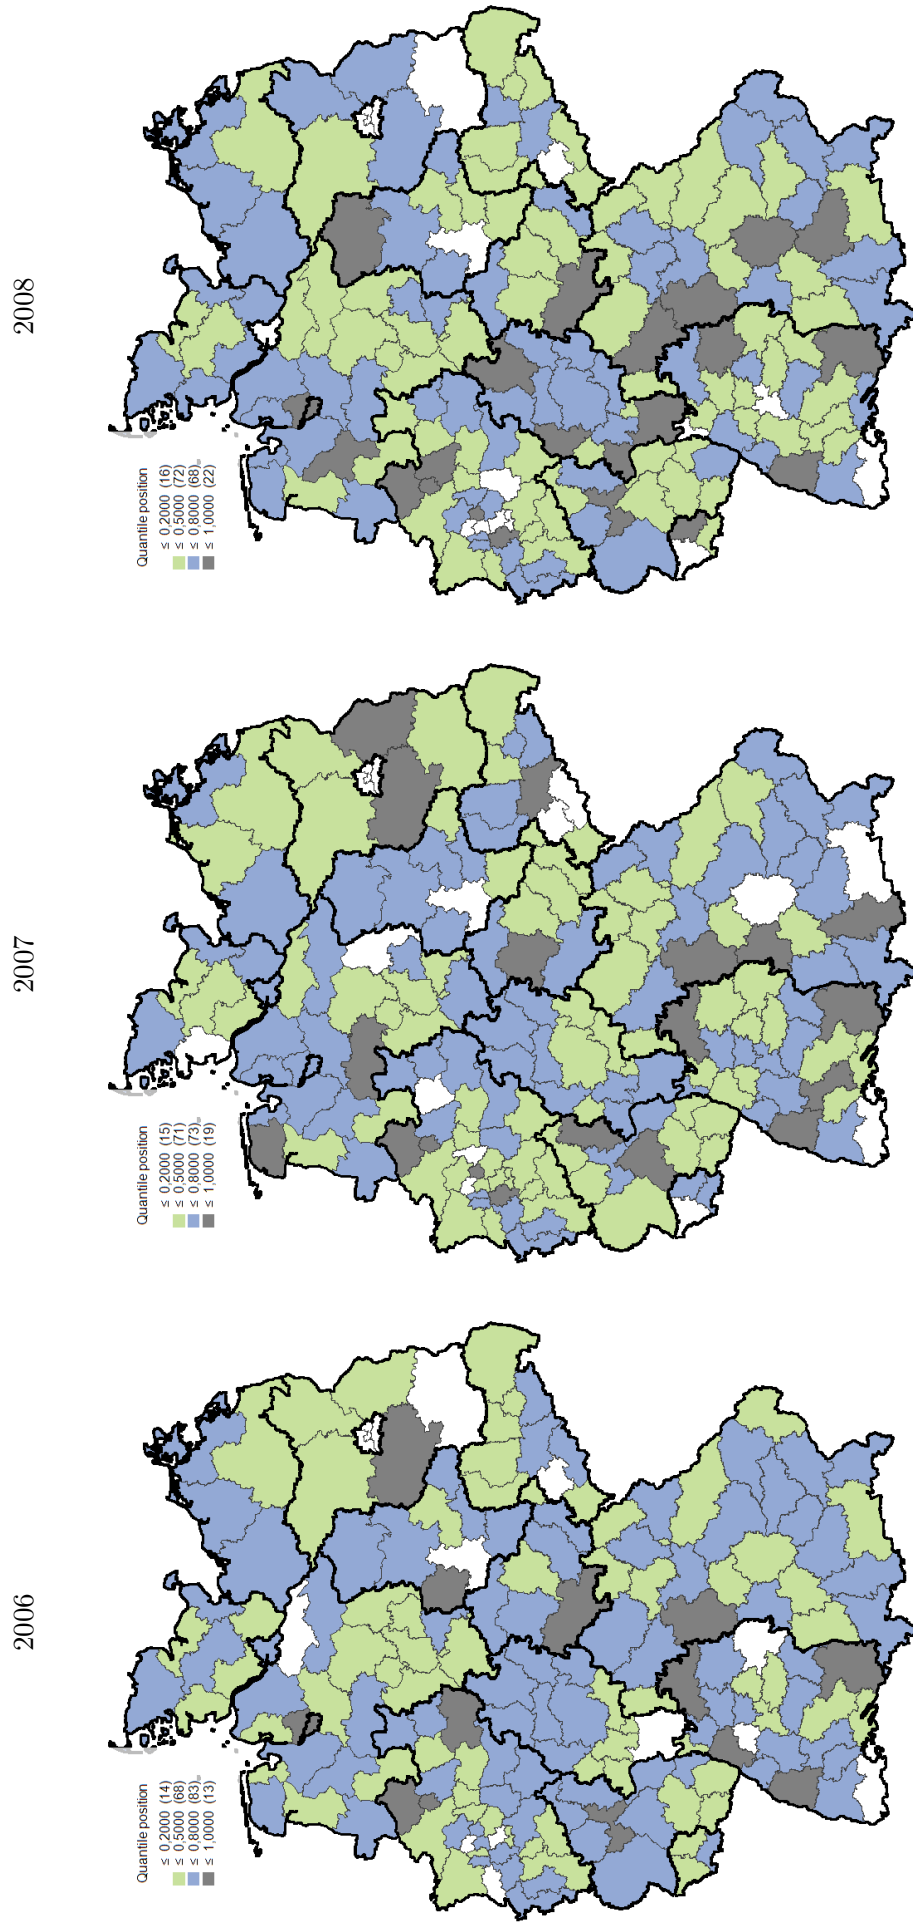 2006
Quantile position
≤ 0,2000 (14)
≤ 0,5000 (68)
≤ 0,8000 (83)
≤ 1,0000 (13)
2007
Quantile position
≤ 0,2000 (15)
≤ 0,5000 (71)
≤ 0,8000 (73)
≤ 1,0000 (19)
2008
Quantile position
≤ 0,2000 (16)
≤ 0,5000 (72)
≤ 0,8000 (68)
≤ 1,0000 (22)